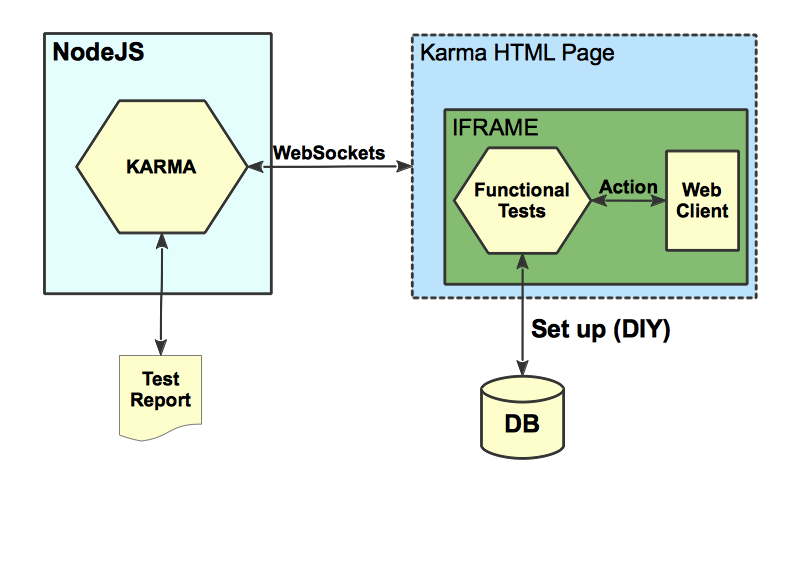 NodeJS
Karma HTML Page
IFRAME
KARMA
WebSockets
Functional
Tests
Action
Web
Client
Set up (DIY)
Test
Report
DB